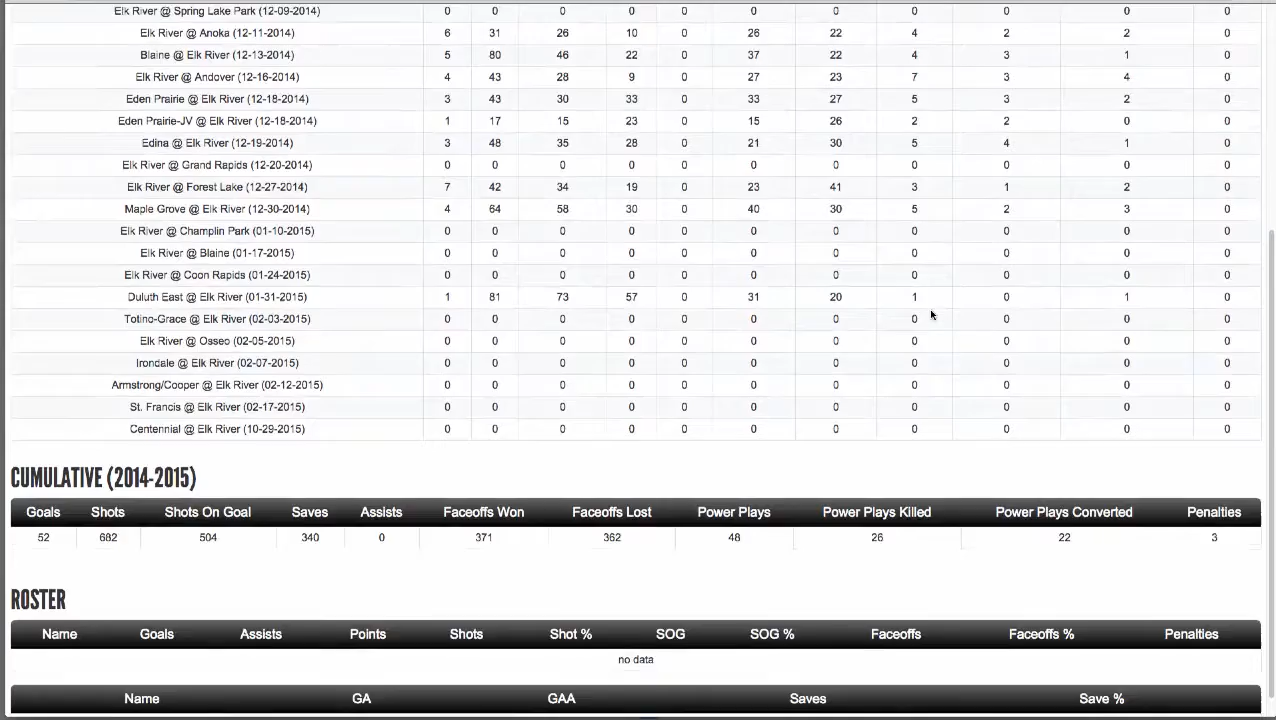 Elk River @ Spring Lake Park (12-09-2014) 0 0 0 0 0 0 0 0 0 0 0
Elk River @ Anoka (12-11-2014) 6 31 26 10 0 26 22 4 2 2 0
Blaine @ Elk River (12-13-2014) 5 80 46 22 0 37 22 4 3 1 0
Elk River @ Andover (12-16-2014) 4 43 28 9 0 27 23 7 3 4 0
Eden Prairie @ Elk River (12-18-2014) 3 43 30 33 0 33 27 5 3 2 0
Eden Prairie-JV @ Elk River (12-18-2014) 1 17 15 23 0 15 26 2 2 0 0
Edina @ Elk River (12-19-2014) 3 48 35 28 0 21 30 5 4 1 0
Elk River @ Grand Rapids (12-20-2014) 0 0 0 0 0 0 0 0 0 0 0
Elk River @ Forest Lake (12-27-2014) 7 42 34 19 0 23 41 3 1 2 0
Maple Grove @ Elk River (12-30-2014) 4 64 58 30 0 40 30 5 2 3 0
Elk River @ Champlin Park (01-10-2015) 0 0 0 0 0 0 0 0 0 0 0
Elk River @ Blaine (01-17-2015) 0 0 0 0 0 0 0 0 0 0 0
Elk River @ Coon Rapids (01-24-2015) 0 0 0 0 0 0 0 0 0 0 0
Duluth East @ Elk River (01-31-2015) 1 81 73 57 0 31 20 1 0 1 0
Totino-Grace @ Elk River (02-03-2015) 0 0 0 0 0 0 0 0 0 0 0
Elk River @ Osseo (02-05-2015) 0 0 0 0 0 0 0 0 0 0 0
Irondale @ Elk River (02-07-2015) 0 0 0 0 0 0 0 0 0 0 0
Armstrong/Cooper @ Elk River (02-12-2015) 0 0 0 0 0 0 0 0 0 0 0
St. Francis @ Elk River (02-17-2015) 0 0 0 0 0 0 0 0 0 0 0
Centennial @ Elk River (10-29-2015) 0 0 0 0 0 0 0 0 0 0 0
CUMULATIVE (2014-2015)
Goals Shots Shots On Goal Saves Assists Faceoffs Won Faceoffs Lost Power Plays Power Plays Killed Power Plays Converted Penalties
52 682 504 340 0 371 362 48 26 22 3
ROSTER
Name Goals Assists Points Shots Shot % SOG SOG % Faceoffs Faceoffs % Penalties
no data
Name GA GAA Saves Save %